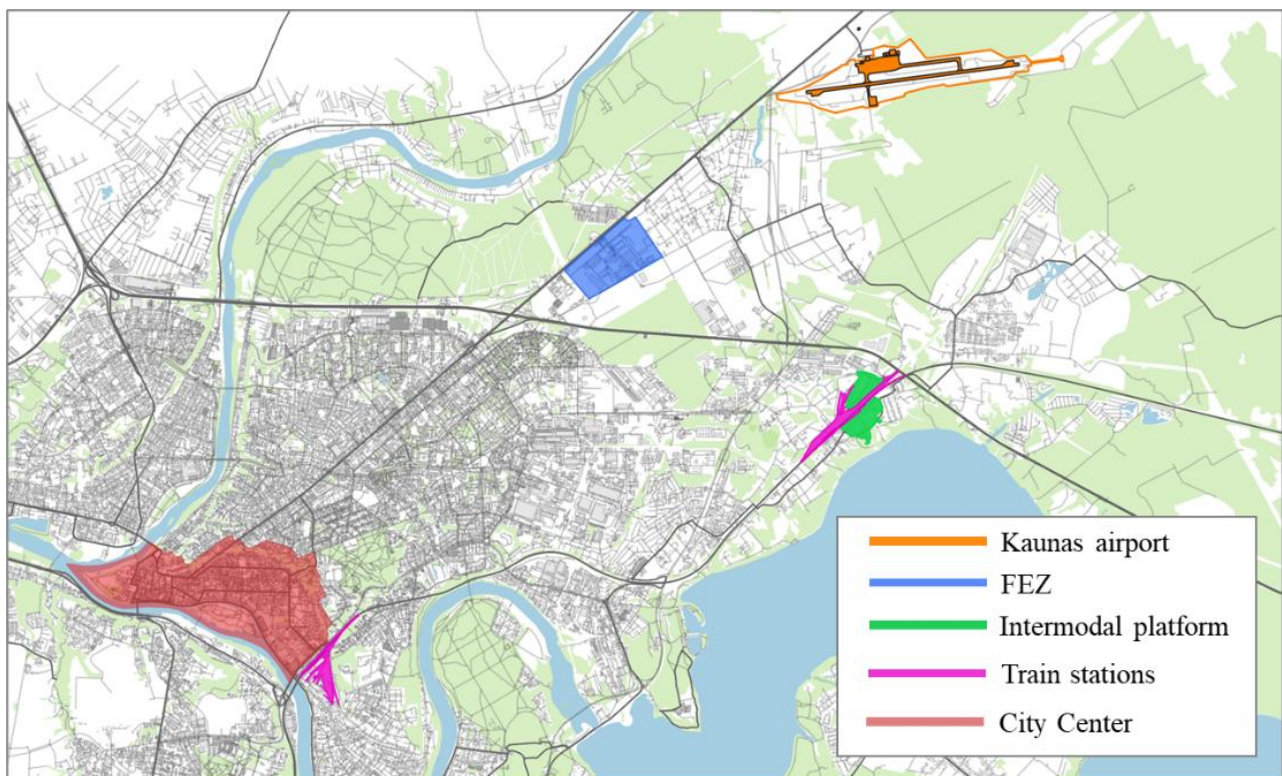 Kaunas airport
FEZ
Intermodal platform
Train stations
City Center